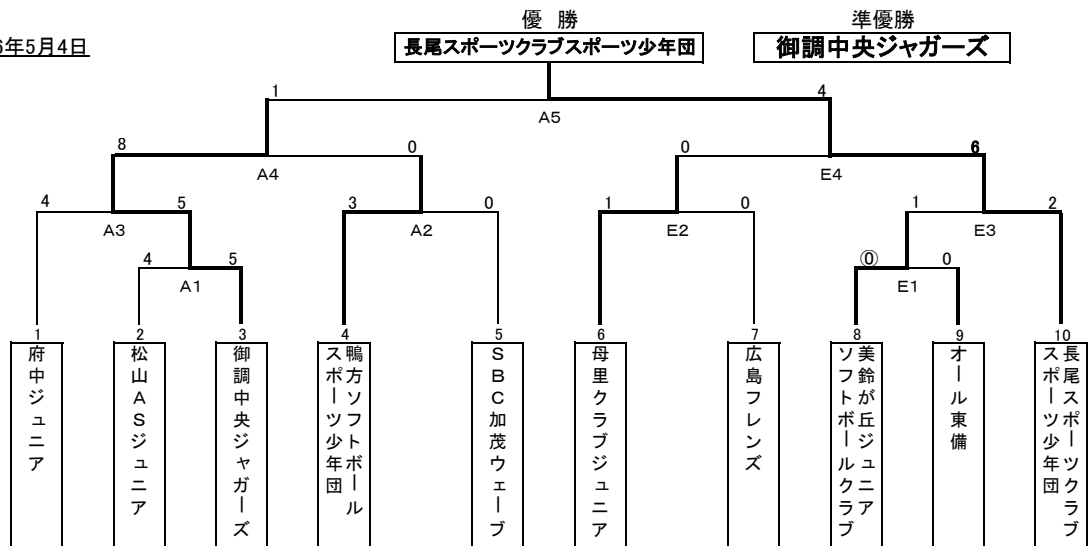 優 勝
準優勝
6年5月4日
長尾スポーツクラブスポーツ少年団
御調中央ジャガーズ
1
4
A5
8
0
0
6
A4
E4
4
5
3
0
1
0
1
2
A3
A2
E2
E3
4
5
⓪
0
A1
E1
1
2
3
4
5
6
7
8
9
10
府中ジュニア
松山ASジュニア
御調中央ジャガーズ
鴨方ソフトボール
スポーツ少年団
SBC加茂ウェーブ
母里クラブジュニア
広島フレンズ
美鈴が丘ジュニア
ソフトボールクラブ
オール東備
長尾スポーツクラブ
スポーツ少年団